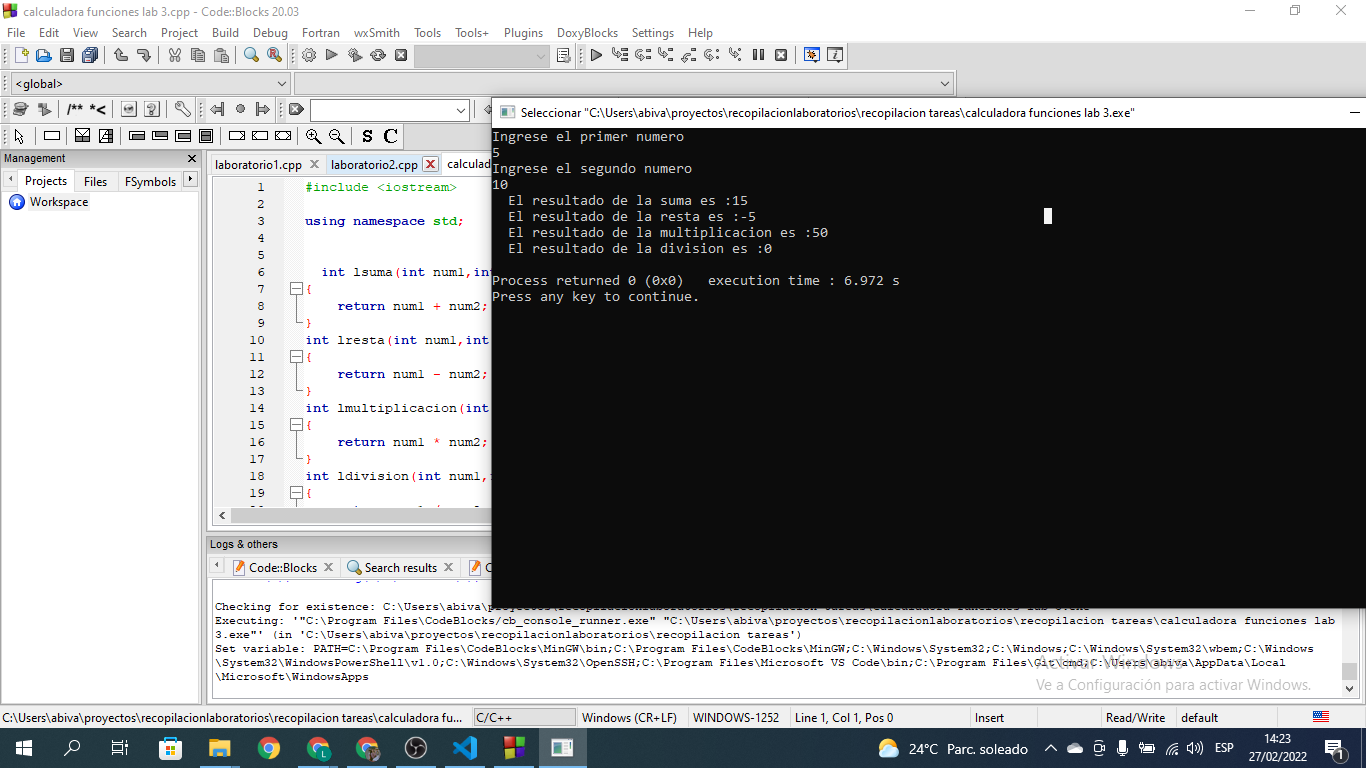 calculadora funciones lab 3.cpp - Code::Blocks 20.03
File Edit View Search Project Build Debug Fortran wxSmith Tools Tools+ Plugins DoxyBlocks Settings Help
<global>
/** *<
S C
Management
Projects Files FSymbols
Workspace
laboratorio1.cpp laboratorio2.cpp calculad
1 #include <iostream>
2
3 using namespace std;
4
5
6 int lsuma(int num1,in
7 {
8 return num1 + num2;
9 }
10 int lresta(int num1,int
11 {
12 return num1 - num2;
13 }
14 int lmultiplicacion(int
15 {
16 return num1 * num2;
17 }
18 int ldivision(int num1,
19 {
Seleccionar "C:\Users\abiva\proyectos\recopilacionlaboratorios\recopilacion tareas\calculadora funciones lab 3.exe"
Ingrese el primer numero
5
Ingrese el segundo numero
10
El resultado de la suma es :15
El resultado de la resta es :-5
El resultado de la multiplicacion es :50
El resultado de la division es :0
Process returned 0 (0x0) execution time : 6.972 s
Press any key to continue.
Logs & others
Code::Blocks Search results
Checking for existence: C:\Users\abiva\proyectos\recopilacionlaboratorios\recopilacion tareas\calculadora funciones lab 3.exe
Executing: '"C:\Program Files\CodeBlocks/cb_console_runner.exe" "C:\Users\abiva\proyectos\recopilacionlaboratorios\recopilacion tareas\calculadora funciones lab
3.exe"' (in 'C:\Users\abiva\proyectos\recopilacionlaboratorios\recopilacion tareas')
Set variable: PATH=C:\Program Files\CodeBlocks\MinGW\bin;C:\Program Files\CodeBlocks\MinGW;C:\Windows\System32;C:\Windows;C:\Windows\System32\wbem;C:\Windows
\System32\WindowsPowerShell\v1.0;C:\Windows\System32\OpenSSH;C:\Program Files\Microsoft VS Code\bin;C:\Program Files\Git\cmd;C:\Users\abiva\AppData\Local
\Microsoft\WindowsApps
Activar Windows
Ve a Configuración para activar Windows.
C:\Users\abiva\proyectos\recopilacionlaboratorios\recopilacion tareas\calculadora fu... C/C++ Windows (CR+LF) WINDOWS-1252 Line 1, Col 1, Pos 0 Insert Read/Write default
24°C Parc. soleado ESP 14:23
27/02/2022
1